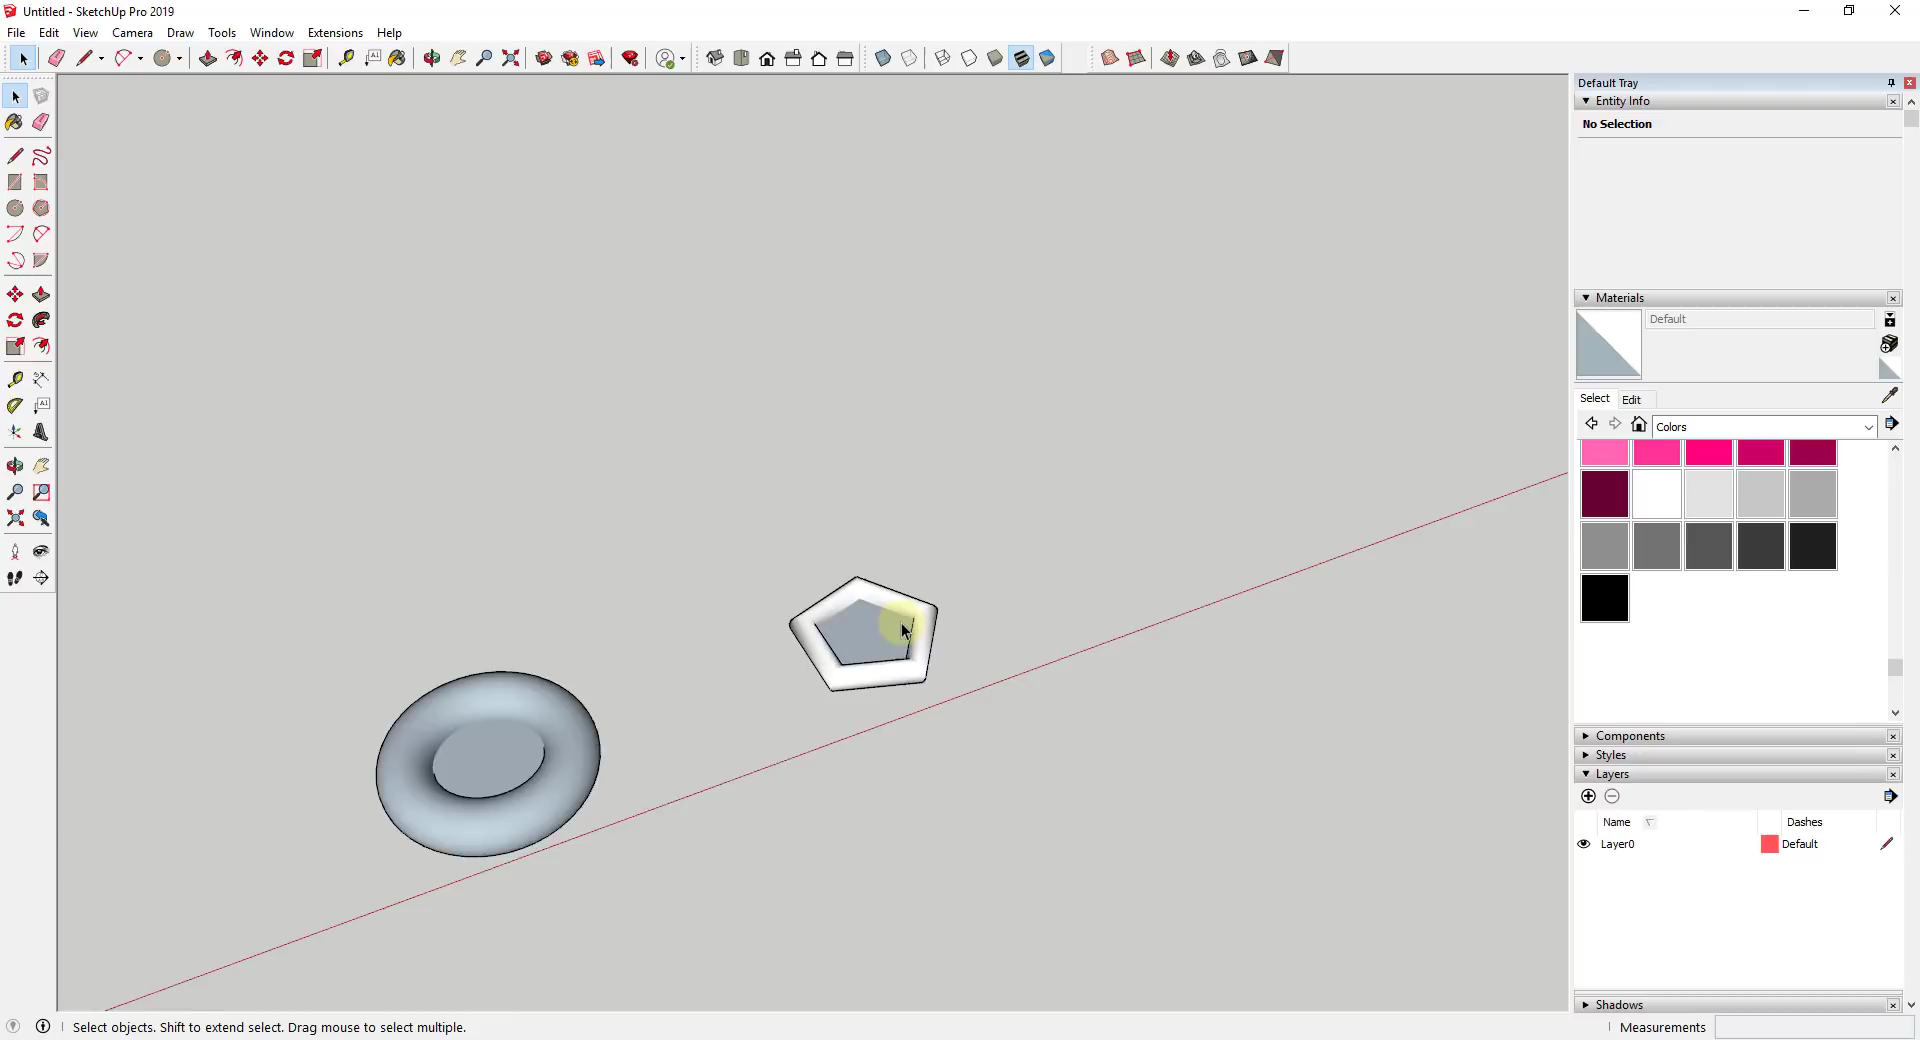 Untitled - SketchUp Pro 2019
File Edit View Camera Draw Tools Window Extensions Help
Default Tray
Entity Info
No Selection
Materials
Default
Select Edit
Colors
Components
Styles
Layers
Name Dashes
Layer0 Default
Shadows
Select objects. Shift to extend select. Drag mouse to select multiple.
Measurements